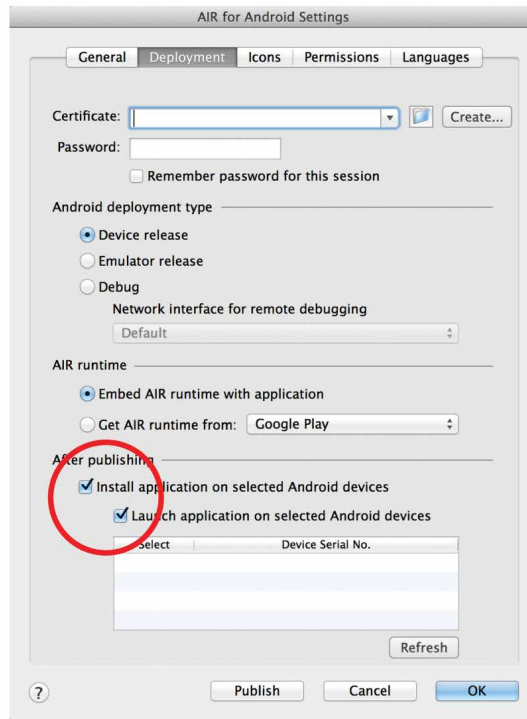 AIR for Android Settings
General Deployment Icons Permissions Languages
Certificate: Create...
Password:
Remember password for this session
Android deployment type
Device release
Emulator release
Debug
Network interface for remote debugging
Default
AIR runtime
Embed AIR runtime with application
Get AIR runtime from: Google Play
After publishing
Install application on selected Android devices
Launch application on selected Android devices
Select Device Serial No.
Refresh
? Publish Cancel OK